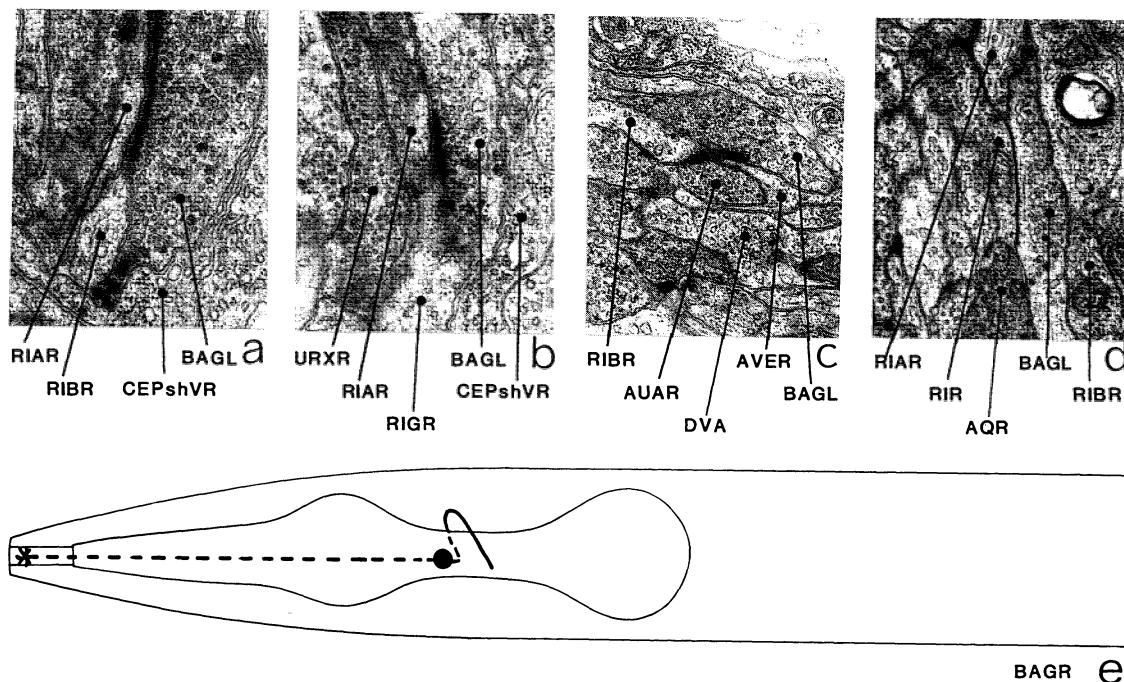 RIAR
RIBR
CEPshVR
BAGL
a
URXR
RIAR
RIGR
BAGL
CEPshVR
b
RIBR
AUAR
DVA
AVER
BAGL
c
RIAR
RIR
AQR
BAGL
RIBR
d
BAGR e